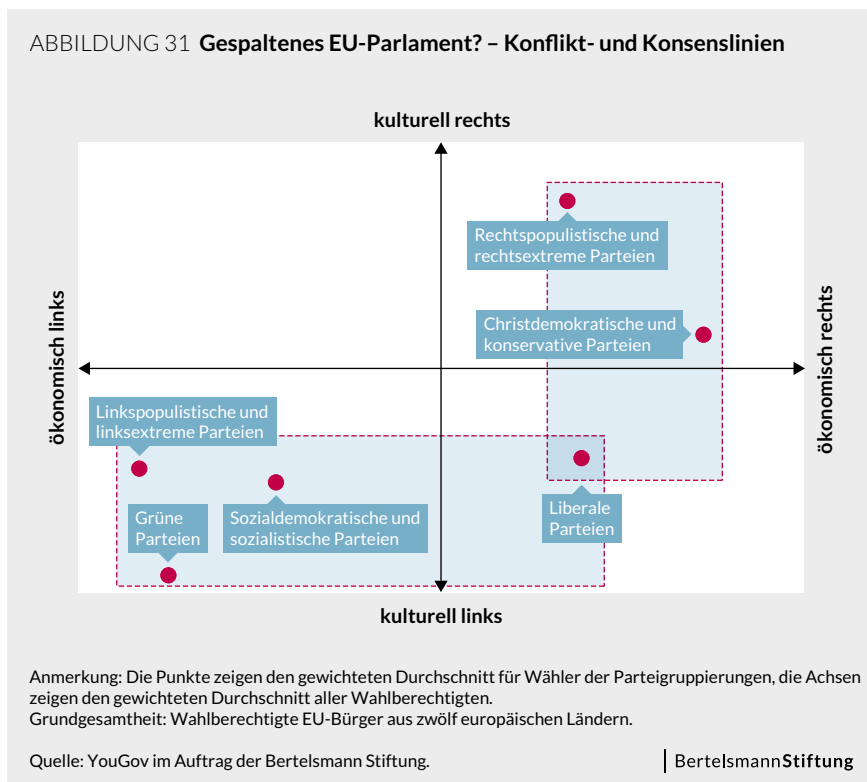 ABBILDUNG 31 Gespaltenes EU-Parlament? – Konflikt- und Konsenslinien
kulturell rechts
Rechtspopulistische und
rechtsextreme Parteien
Christdemokratische und
konservative Parteien
ökonomisch links
ökonomisch rechts
Linkspopulistische und
linksextreme Parteien
Grüne
Parteien
Sozialdemokratische und
sozialistische Parteien
Liberale
Parteien
kulturell links
Anmerkung: Die Punkte zeigen den gewichteten Durchschnitt für Wähler der Parteigruppierungen, die Achsen
zeigen den gewichteten Durchschnitt aller Wahlberechtigten.
Grundgesamtheit: Wahlberechtigte EU-Bürger aus zwölf europäischen Ländern.
Quelle: YouGov im Auftrag der Bertelsmann Stiftung.
BertelsmannStiftung